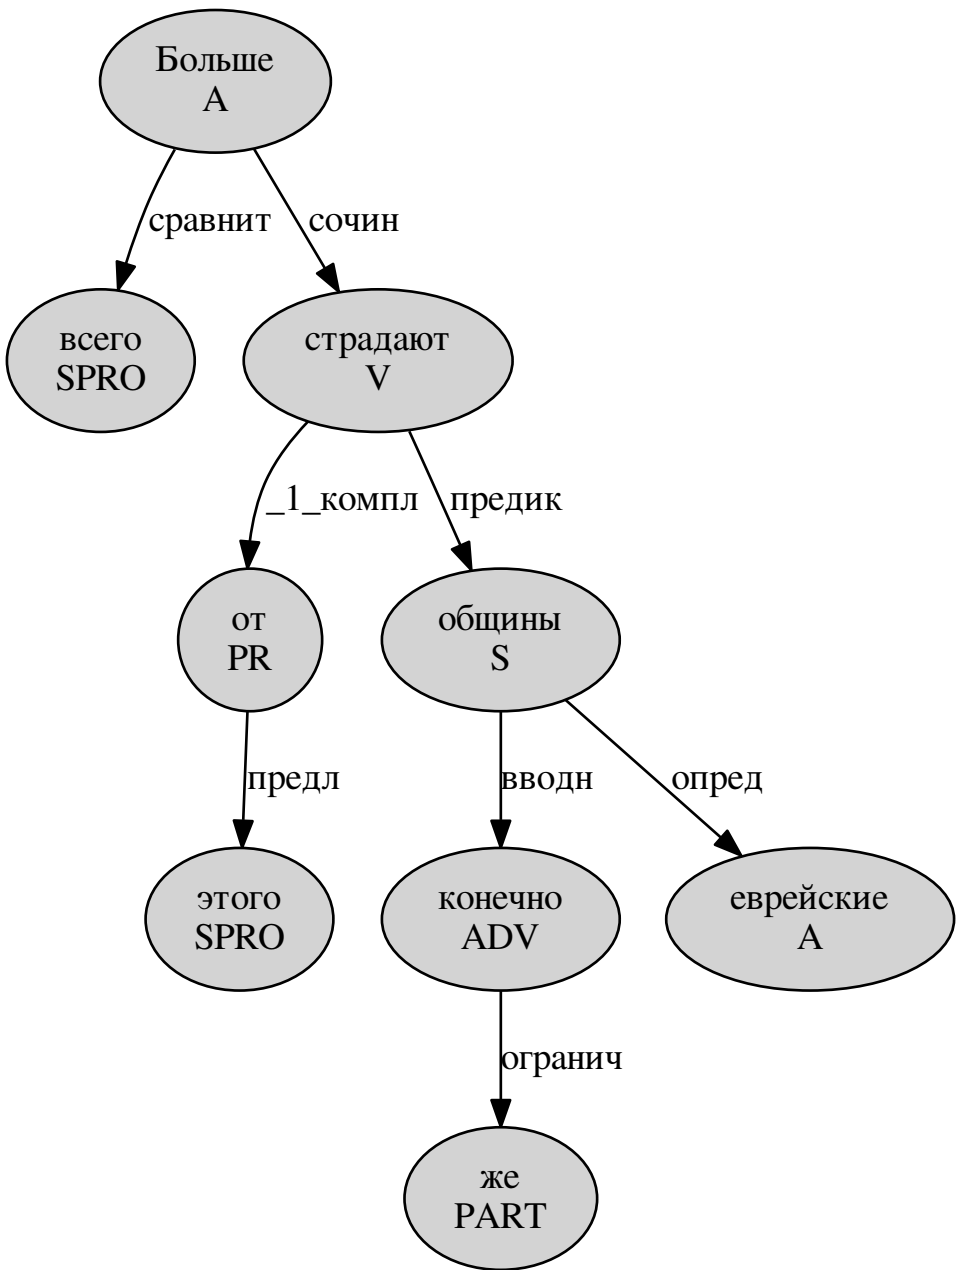 Больше
A
сравнит
сочин
всего
SPRO
страдают
V
_1_компл
предик
от
PR
общины
S
предл
вводн
опред
этого
SPRO
конечно
ADV
еврейские
A
огранич
же
PART